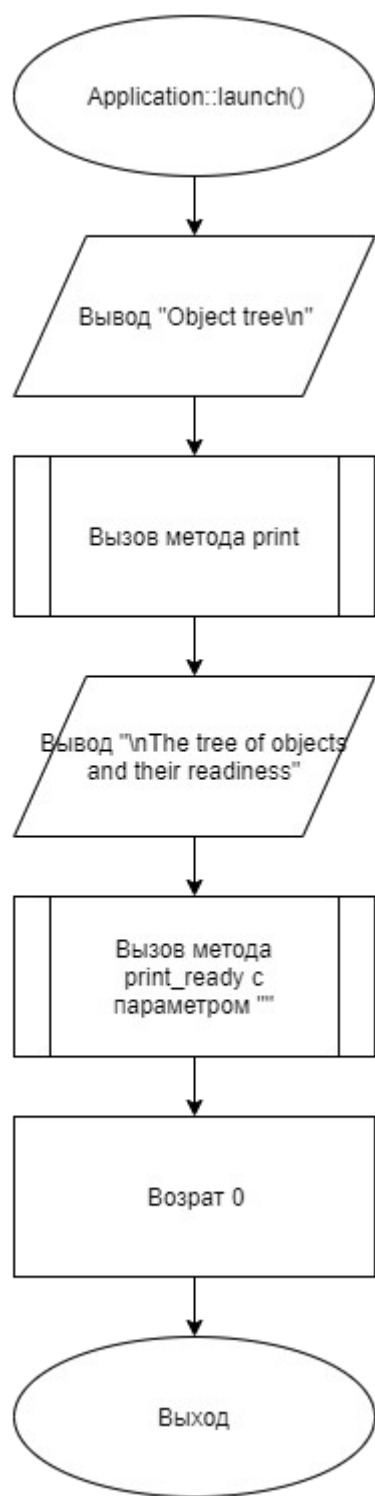 Application::launch()
Вывод "Object tree\n"
Вызов метода print
Вывод "\nThe tree of objects
and their readiness"
Вызов метода
print_ready с
параметром ""
Возрат 0
Выход